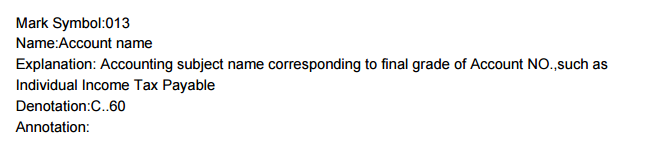 Mark Symbol:013
Name:Account name
Explanation: Accounting subject name corresponding to final grade of Account NO.,such as
Individual Income Tax Payable
Denotation:C..60
Annotation: